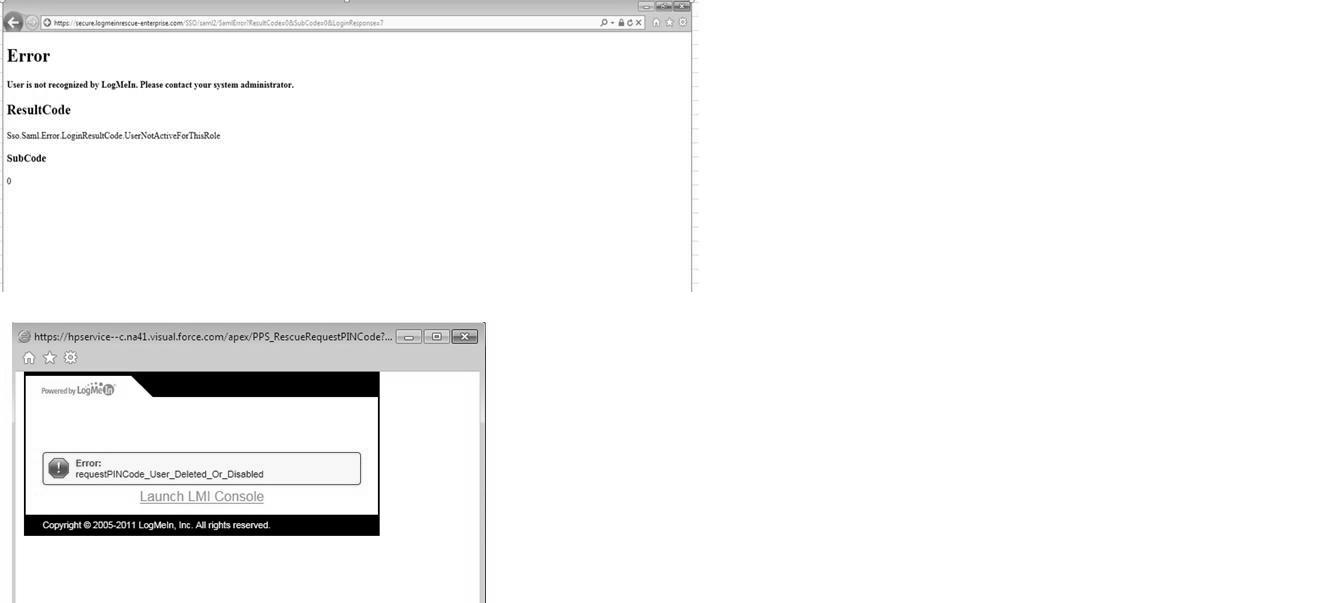 https://secure.logmeinrescue-enterprise.com/SSO/saml2/SamlError?ResultCode=0&SubCode=0&LoginResponse=7
Error
User is not recognized by LogMeIn. Please contact your system administrator.
ResultCode
Sso.Saml.Error.LoginResultCode.UserNotActiveForThisRole
SubCode
0
https://hpservice--c.na41.visual.force.com/apex/PPS_RescueRequestPINCode?...
Powered by LogMeIn
Error:
requestPINCode_User_Deleted_Or_Disabled
Launch LMI Console
Copyright © 2005-2011 LogMeIn, Inc. All rights reserved.